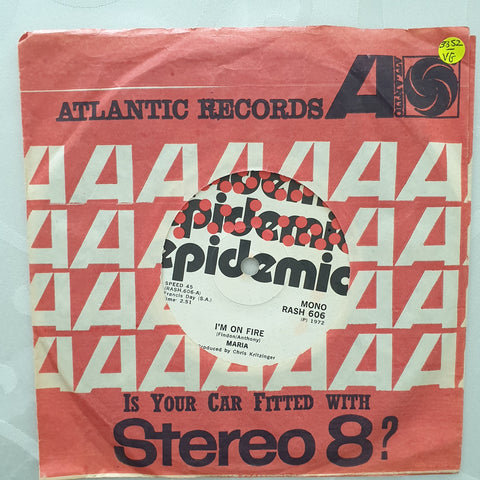 3352
VG
ATLANTIC RECORDS
ATLANTIC
epidemic
epidemic
SPEED 45
(RASH.606-A)
Francis Day (S.A.)
Time: 2.51
MONO
RASH 606
(P) 1972
I'M ON FIRE
(Findon/Anthony)
MARIA
Produced by Chris Kritzinger
IS YOUR CAR FITTED WITH
Stereo 8?